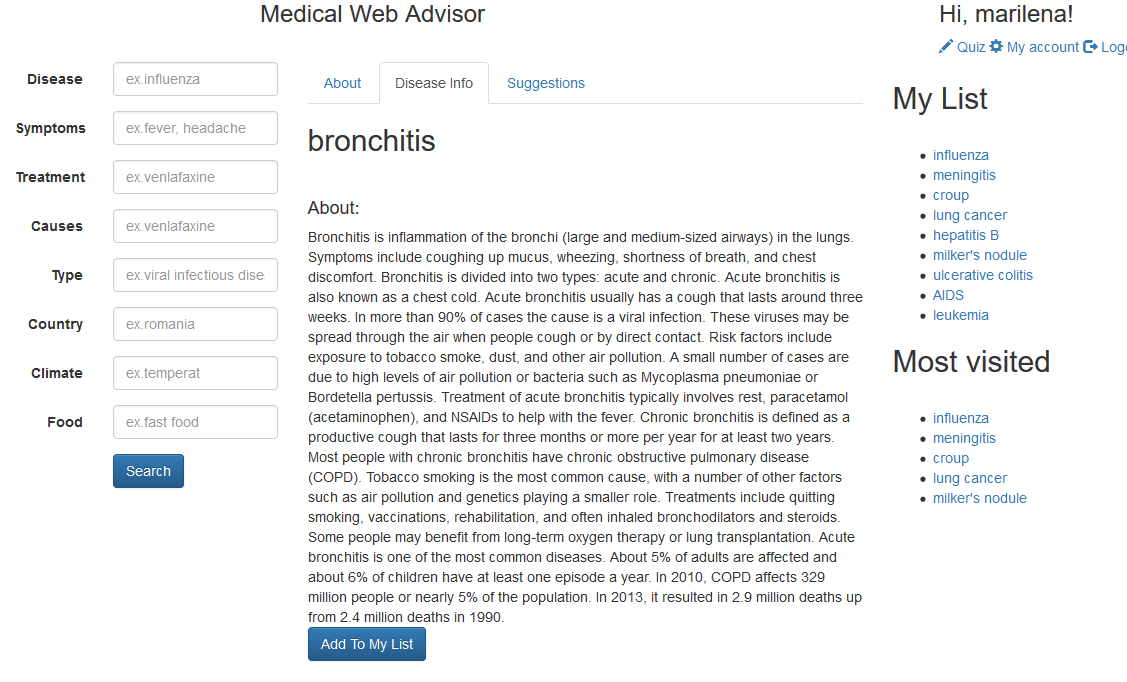 Medical Web Advisor
Hi, marilena!
Quiz My account Logo
Disease ex.influenza
Symptoms ex.fever, headache
Treatment ex.venlafaxine
Causes ex.venlafaxine
Type ex.viral infectious dise
Country ex.romania
Climate ex.temperat
Food ex.fast food
Search
About Disease Info Suggestions
bronchitis
About:
Bronchitis is inflammation of the bronchi (large and medium-sized airways) in the lungs.
Symptoms include coughing up mucus, wheezing, shortness of breath, and chest
discomfort. Bronchitis is divided into two types: acute and chronic. Acute bronchitis is
also known as a chest cold. Acute bronchitis usually has a cough that lasts around three
weeks. In more than 90% of cases the cause is a viral infection. These viruses may be
spread through the air when people cough or by direct contact. Risk factors include
exposure to tobacco smoke, dust, and other air pollution. A small number of cases are
due to high levels of air pollution or bacteria such as Mycoplasma pneumoniae or
Bordetella pertussis. Treatment of acute bronchitis typically involves rest, paracetamol
(acetaminophen), and NSAIDs to help with the fever. Chronic bronchitis is defined as a
productive cough that lasts for three months or more per year for at least two years.
Most people with chronic bronchitis have chronic obstructive pulmonary disease
(COPD). Tobacco smoking is the most common cause, with a number of other factors
such as air pollution and genetics playing a smaller role. Treatments include quitting
smoking, vaccinations, rehabilitation, and often inhaled bronchodilators and steroids.
Some people may benefit from long-term oxygen therapy or lung transplantation. Acute
bronchitis is one of the most common diseases. About 5% of adults are affected and
about 6% of children have at least one episode a year. In 2010, COPD affects 329
million people or nearly 5% of the population. In 2013, it resulted in 2.9 million deaths up
from 2.4 million deaths in 1990.
Add To My List
My List
influenza
meningitis
croup
lung cancer
hepatitis B
milker's nodule
ulcerative colitis
AIDS
leukemia
Most visited
influenza
meningitis
croup
lung cancer
milker's nodule